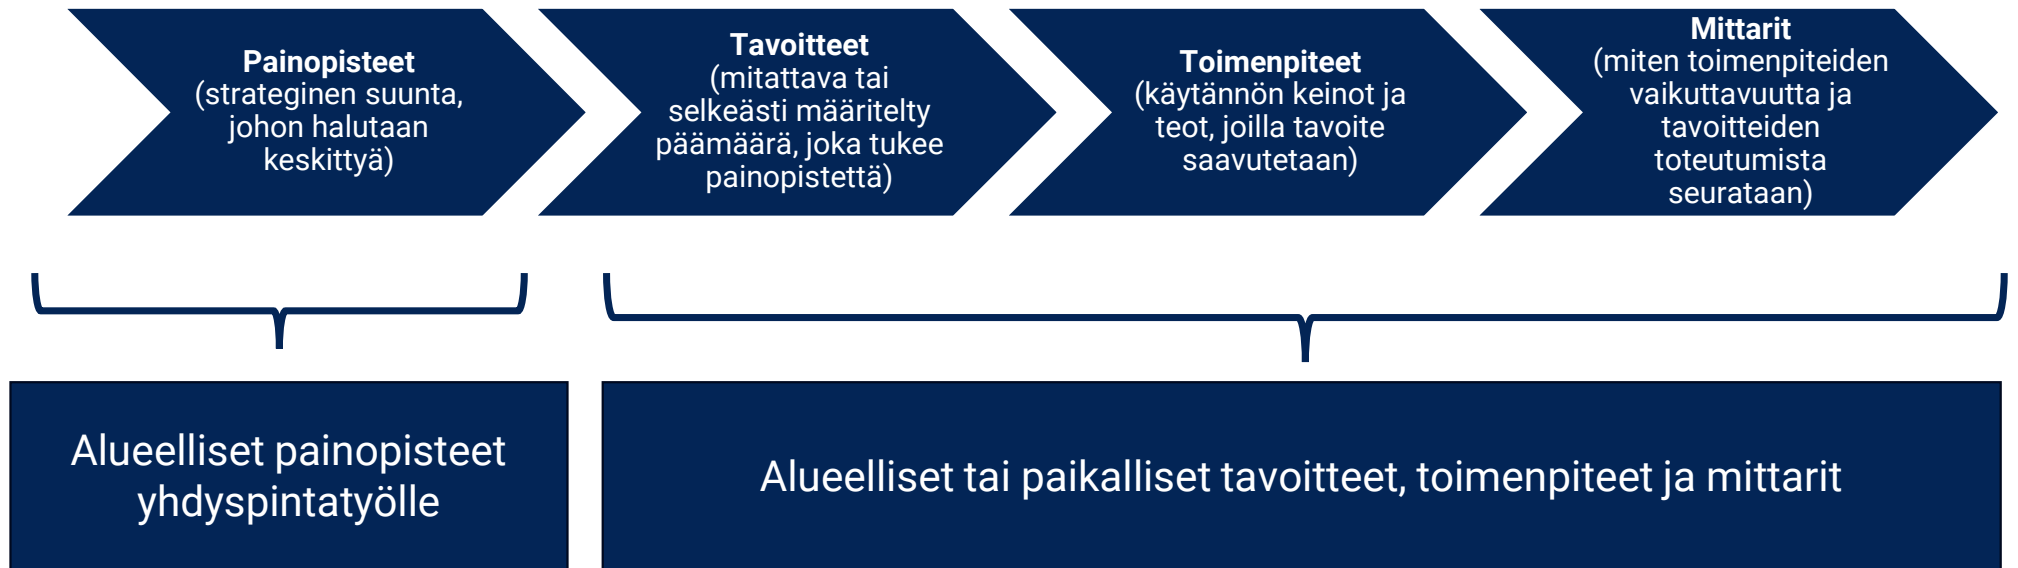 Painopisteet
(strateginen suunta,
johon halutaan
keskittyä)
Tavoitteet
(mitattava tai
selkeästi määritelty
päämäärä, joka tukee
painopistettä)
Toimenpiteet
(käytännön keinot ja
teot, joilla tavoite
saavutetaan)
Mittarit
(miten toimenpiteiden
vaikuttavuutta ja
tavoitteiden
toteutumista
seurataan)
Alueelliset painopisteet
yhdyspintatyölle
Alueelliset tai paikalliset tavoitteet, toimenpiteet ja mittarit